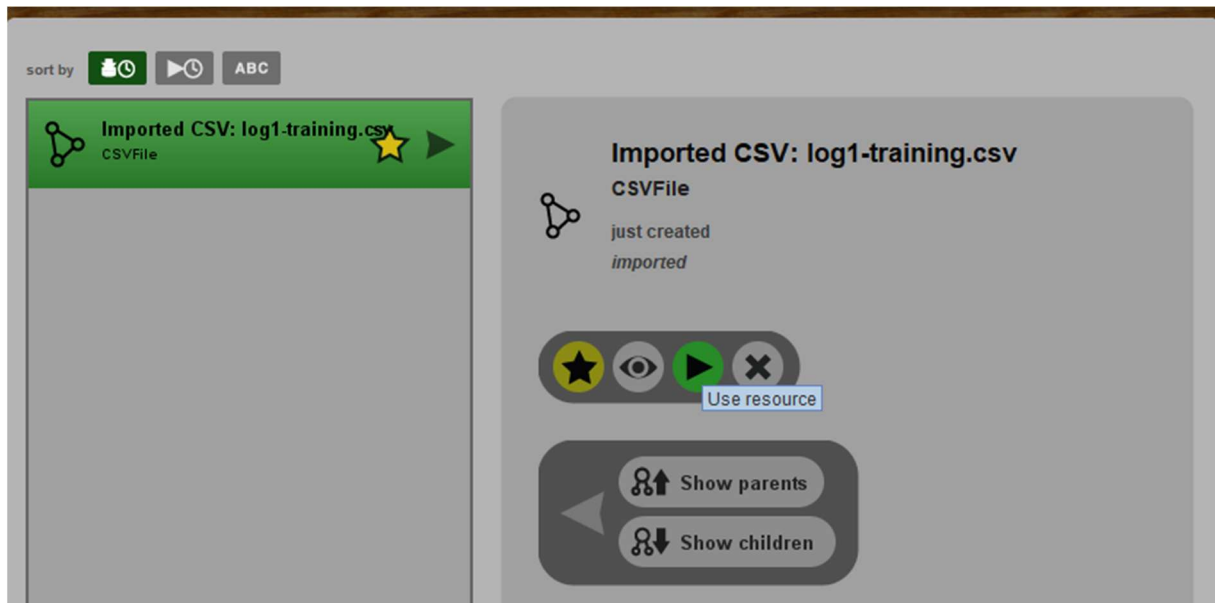 sort by
ABC
Imported CSV: log1-training.csv
CSVFile
Imported CSV: log1-training.csv
CSVFile
just created
imported
Use resource
Show parents
Show children